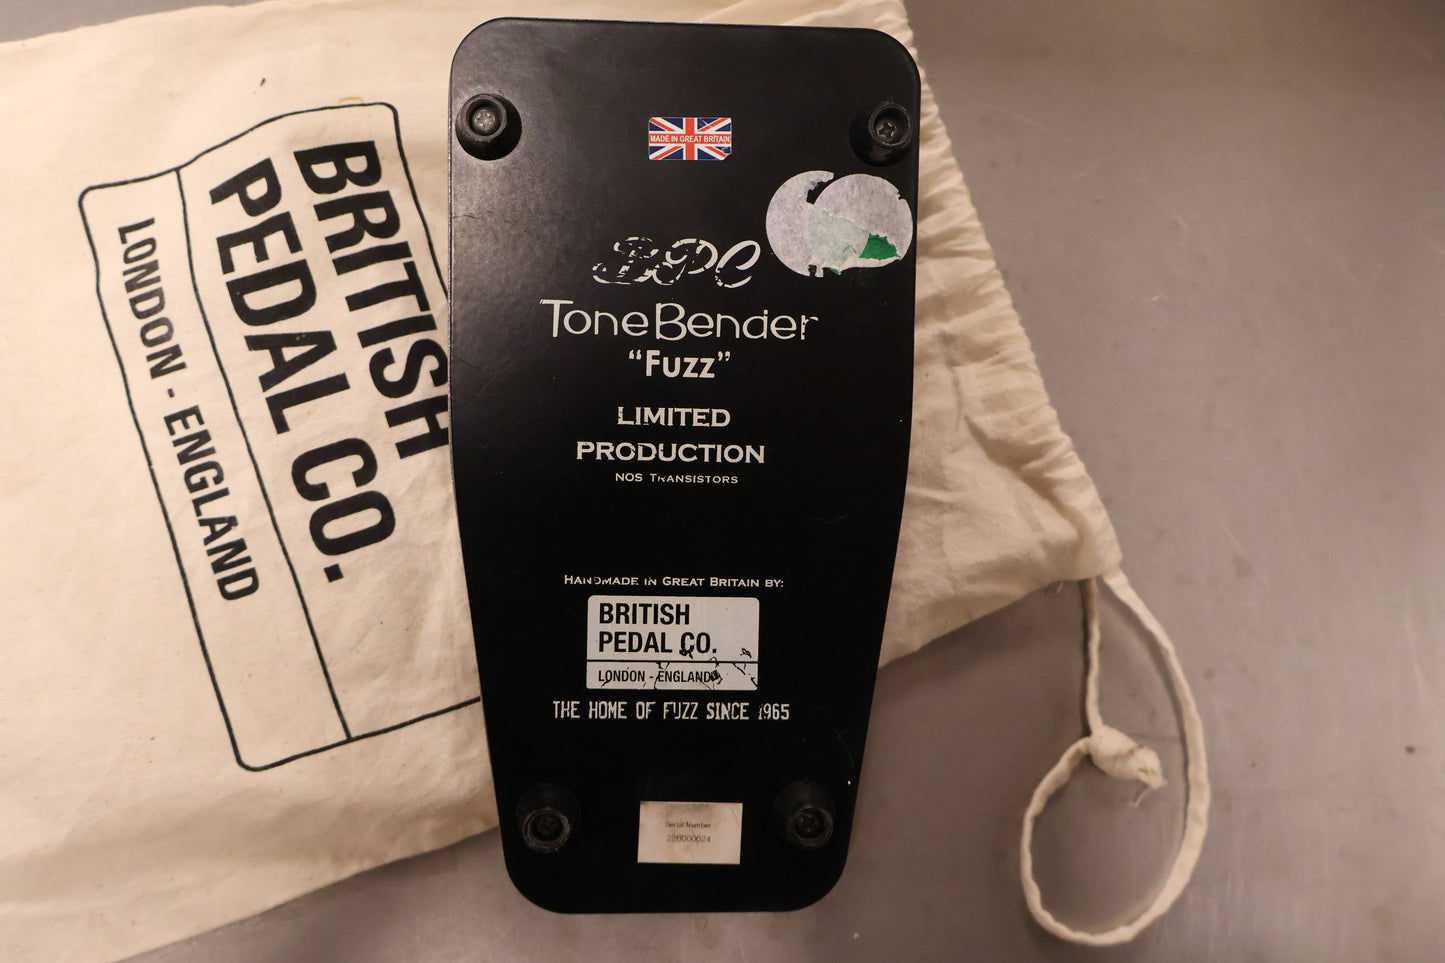 BRITISH
PEDAL CO.
LONDON - ENGLAND
MADE IN GREAT BRITAIN
BPC
ToneBender
“Fuzz”
LIMITED
PRODUCTION
NOS TRANSISTORS
HANDMADE IN GREAT BRITAIN BY:
BRITISH
PEDAL CO.
LONDON - ENGLAND
THE HOME OF FUZZ SINCE 1965
Serial Number